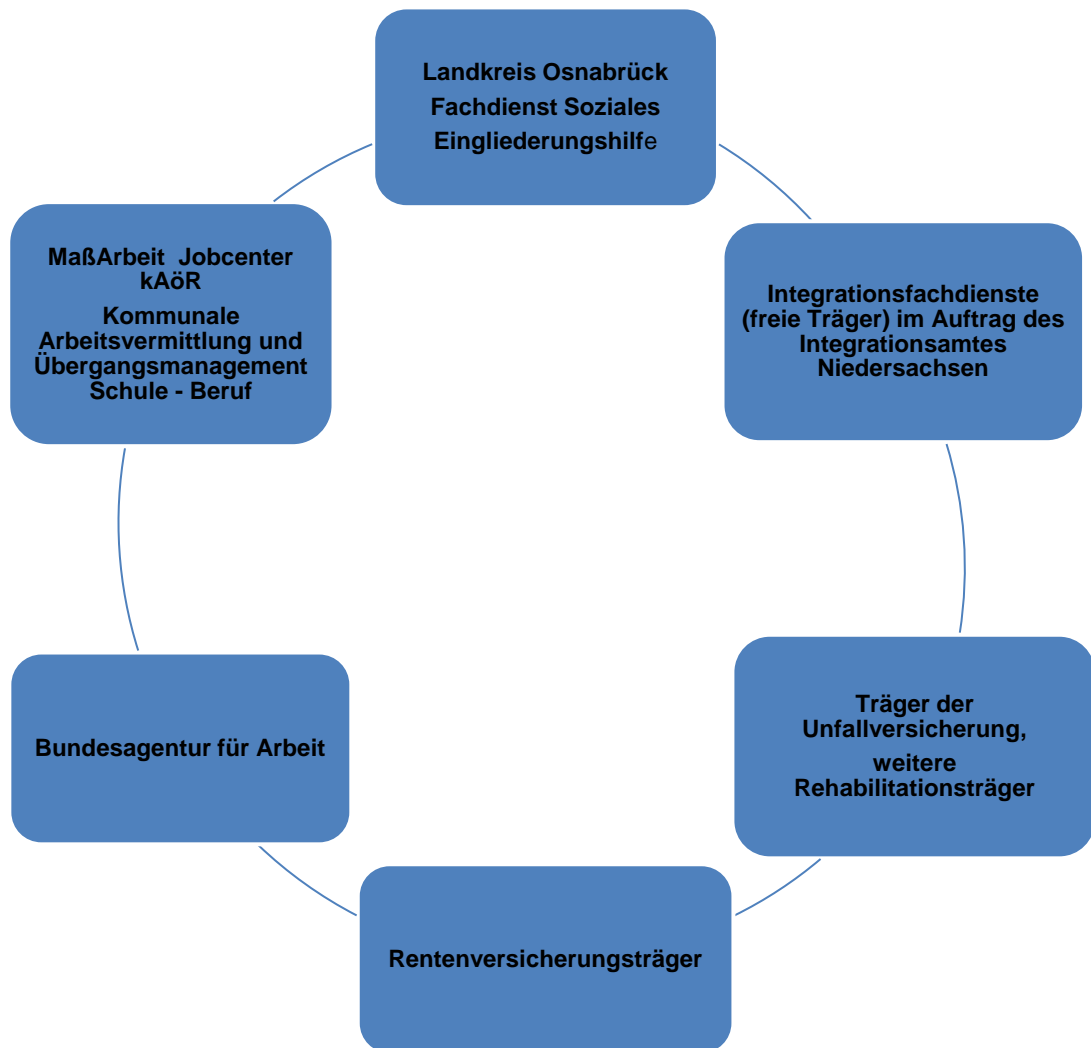 Landkreis Osnabrück
Fachdienst Soziales
Eingliederungshilfe
MaßArbeit  Jobcenter
kAöR
Kommunale
Arbeitsvermittlung und
Übergangsmanagement
Schule - Beruf
Integrationsfachdienste
(freie Träger) im Auftrag des
Integrationsamtes
Niedersachsen
Bundesagentur für Arbeit
Träger der
Unfallversicherung,
weitere
Rehabilitationsträger
Rentenversicherungsträger